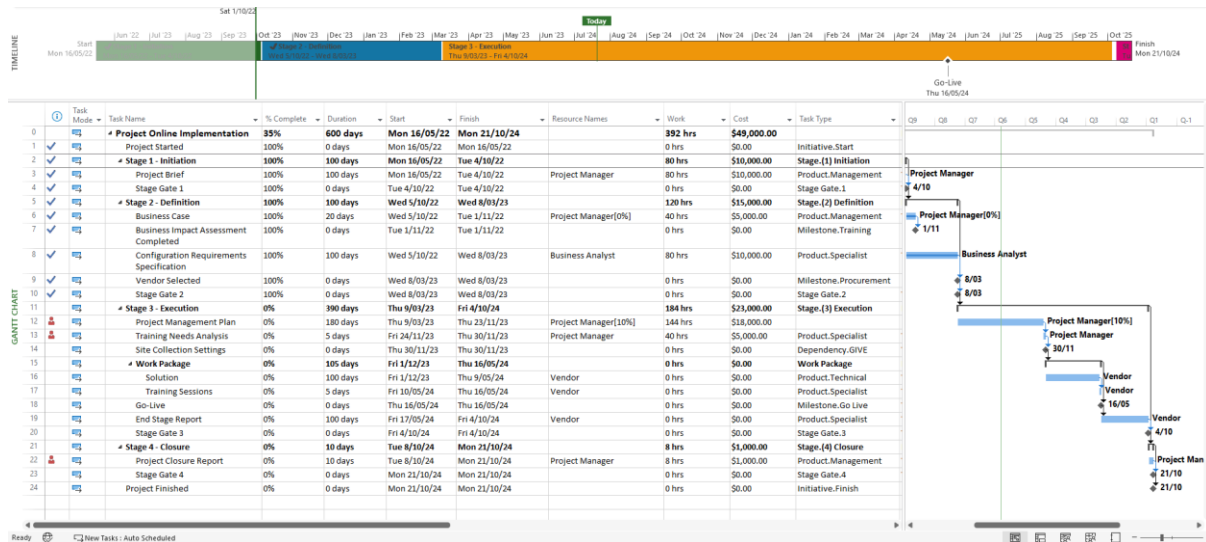 Sat 1/10/22
Today
Jun '22 Jul '22 Aug '22 Sep '22 Oct '23 Nov '23 Dec '23 Jan '24 Feb '24 Mar '23 Apr '23 May '23 Jun '23 Jul '24 Aug '24 Sep '24 Oct '24 Nov '24 Dec '24 Jan '24 Feb '24 Mar '24 Apr '24 May '24 Jun '25 Jul '25 Aug '25 Sep '25 Oct '25
TIMELINE
Start
Mon 16/05/22
Stage 2 - Definition
Wed 5/10/22 - Wed 8/03/23
Stage 3 - Execution
Thu 9/03/23 - Fri 4/10/24
Finish
Mon 21/10/24
Go-Live
Thu 16/05/24
GANTT CHART
Task Mode Task Name % Complete Duration Start Finish Resource Names Work Cost Task Type Q9 Q8 Q7 Q6 Q5 Q4 Q3 Q2 Q1 Q-1
0 Project Online Implementation 35% 600 days Mon 16/05/22 Mon 21/10/24 392 hrs $49,000.00
1 Project Started 100% 0 days Mon 16/05/22 Mon 16/05/22 0 hrs $0.00 Initiative.Start
2 Stage 1 - Initiation 100% 100 days Mon 16/05/22 Tue 4/10/22 80 hrs $10,000.00 Stage.(1) Initiation
3 Project Brief 100% 100 days Mon 16/05/22 Tue 4/10/22 Project Manager 80 hrs $10,000.00 Product.Management Project Manager
4 Stage Gate 1 100% 0 days Tue 4/10/22 Tue 4/10/22 0 hrs $0.00 Stage Gate.1 4/10
5 Stage 2 - Definition 100% 100 days Wed 5/10/22 Wed 8/03/23 120 hrs $15,000.00 Stage.(2) Definition
6 Business Case 100% 20 days Wed 5/10/22 Tue 1/11/22 Project Manager[0%] 40 hrs $5,000.00 Product.Management Project Manager[0%]
7 Business Impact Assessment Completed 100% 0 days Tue 1/11/22 Tue 1/11/22 0 hrs $0.00 Milestone.Training 1/11
8 Configuration Requirements Specification 100% 100 days Wed 5/10/22 Wed 8/03/23 Business Analyst 80 hrs $10,000.00 Product.Specialist Business Analyst
9 Vendor Selected 100% 0 days Wed 8/03/23 Wed 8/03/23 0 hrs $0.00 Milestone.Procurement 8/03
10 Stage Gate 2 100% 0 days Wed 8/03/23 Wed 8/03/23 0 hrs $0.00 Stage Gate.2 8/03
11 Stage 3 - Execution 0% 390 days Thu 9/03/23 Fri 4/10/24 184 hrs $23,000.00 Stage.(3) Execution
12 Project Management Plan 0% 180 days Thu 9/03/23 Thu 23/11/23 Project Manager[10%] 144 hrs $18,000.00 Project Manager[10%]
13 Training Needs Analysis 0% 5 days Fri 24/11/23 Thu 30/11/23 Project Manager 40 hrs $5,000.00 Product.Specialist Project Manager
14 Site Collection Settings 0% 0 days Thu 30/11/23 Thu 30/11/23 0 hrs $0.00 Dependency.GIVE 30/11
15 Work Package 0% 105 days Fri 1/12/23 Thu 16/05/24 0 hrs $0.00 Work Package
16 Solution 0% 100 days Fri 1/12/23 Thu 9/05/24 Vendor 0 hrs $0.00 Product.Technical Vendor
17 Training Sessions 0% 5 days Fri 10/05/24 Thu 16/05/24 Vendor 0 hrs $0.00 Product.Specialist Vendor
18 Go-Live 0% 0 days Thu 16/05/24 Thu 16/05/24 0 hrs $0.00 Milestone.Go Live 16/05
19 End Stage Report 0% 100 days Fri 17/05/24 Fri 4/10/24 Vendor 0 hrs $0.00 Product.Specialist Vendor
20 Stage Gate 3 0% 0 days Fri 4/10/24 Fri 4/10/24 0 hrs $0.00 Stage Gate.3 4/10
21 Stage 4 - Closure 0% 10 days Tue 8/10/24 Mon 21/10/24 8 hrs $1,000.00 Stage.(4) Closure
22 Project Closure Report 0% 10 days Tue 8/10/24 Mon 21/10/24 Project Manager 8 hrs $1,000.00 Product.Management Project Man
23 Stage Gate 4 0% 0 days Mon 21/10/24 Mon 21/10/24 0 hrs $0.00 Stage Gate.4 21/10
24 Project Finished 0% 0 days Mon 21/10/24 Mon 21/10/24 0 hrs $0.00 Initiative.Finish 21/10
Ready New Tasks : Auto Scheduled